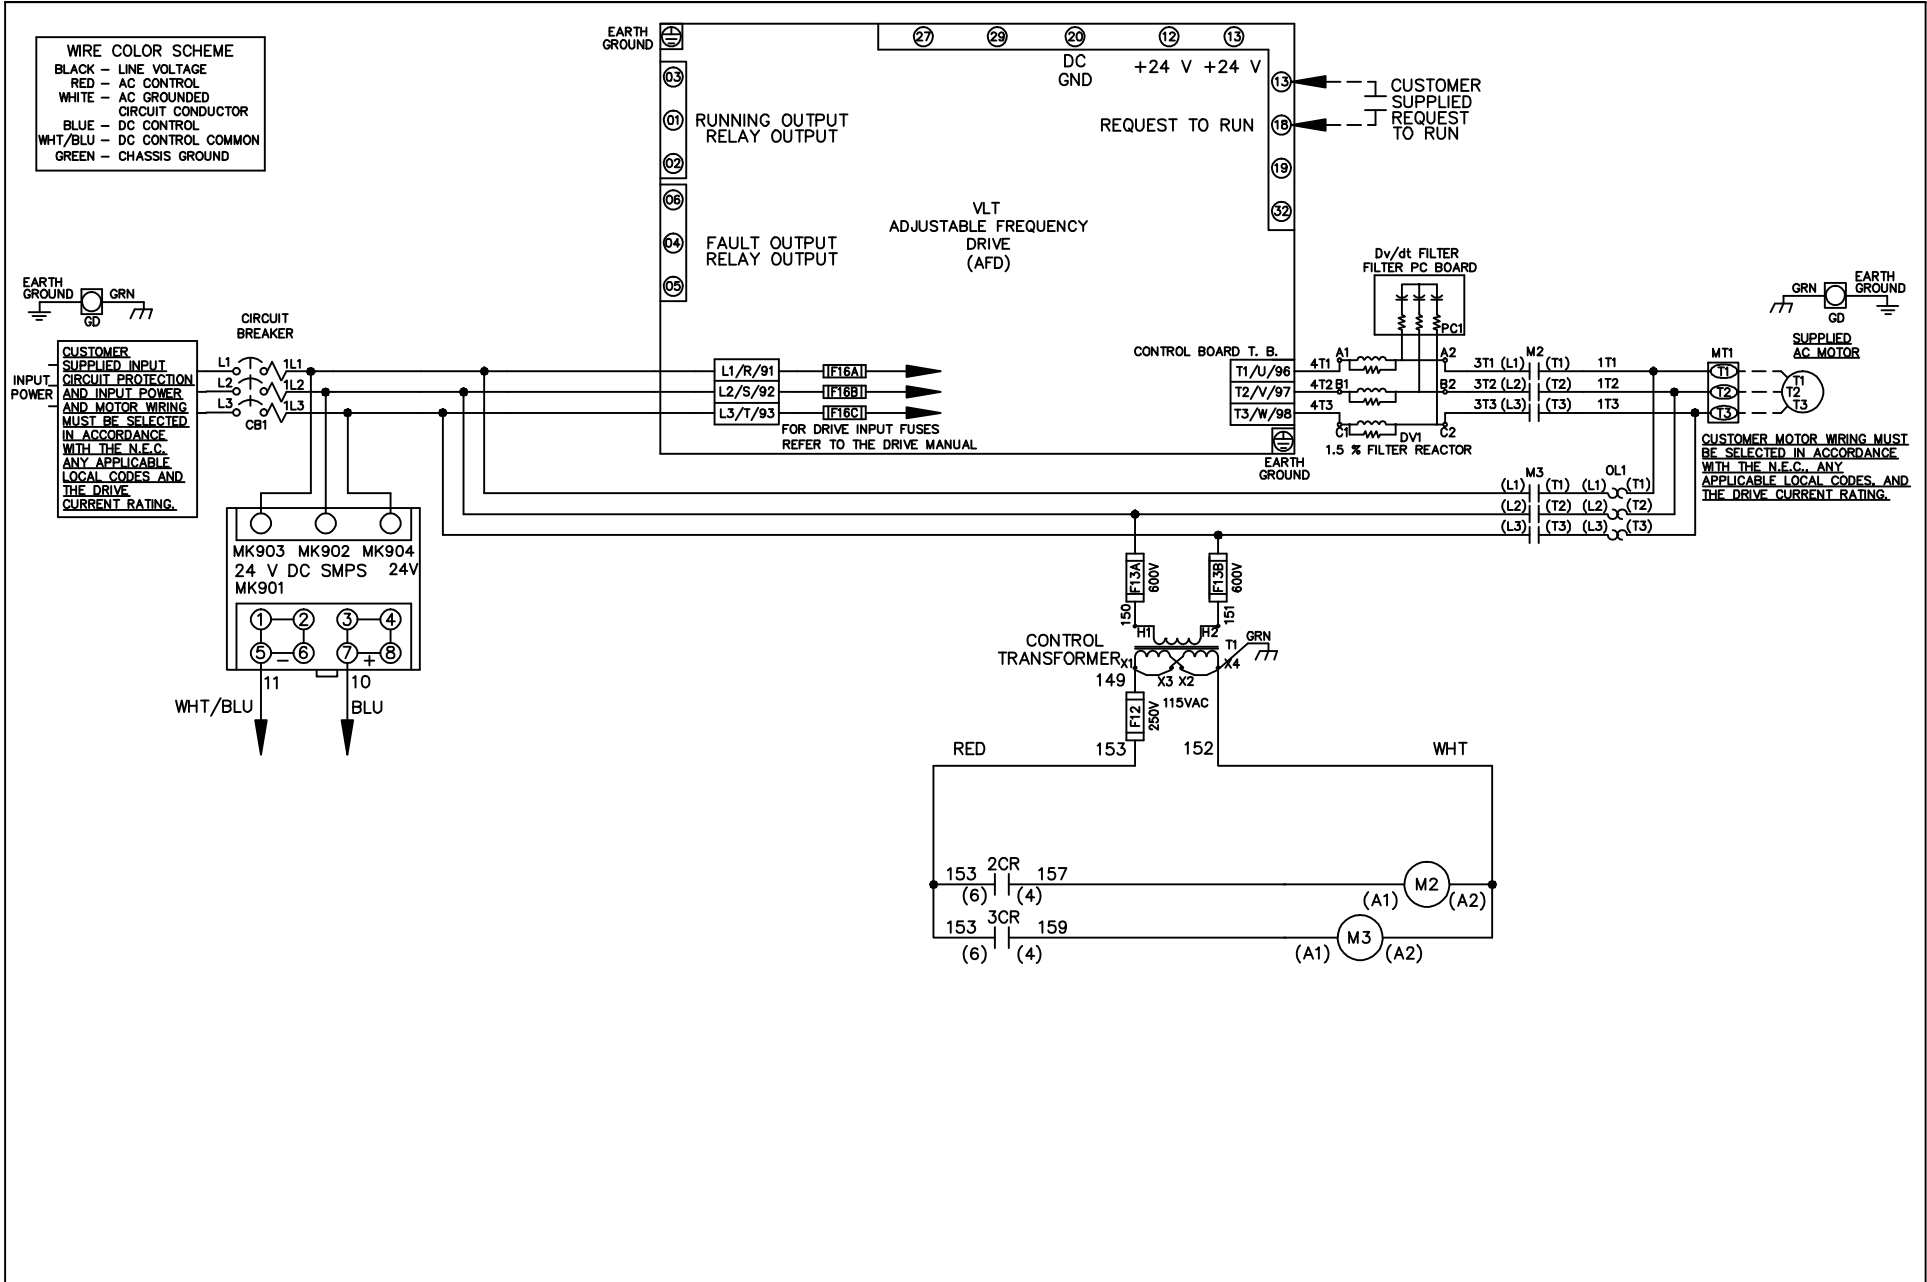 WIRE COLOR SCHEME
BLACK – LINE VOLTAGE
RED – AC CONTROL
WHITE – AC GROUNDED
CIRCUIT CONDUCTOR
BLUE – DC CONTROL
WHT/BLU – DC CONTROL COMMON
GREEN – CHASSIS GROUND
EARTH
GROUND
27 29 20 12 13
DC
GND
+24 V +24 V
03
01
02
RUNNING OUTPUT
RELAY OUTPUT
06
04
05
FAULT OUTPUT
RELAY OUTPUT
13
REQUEST TO RUN 18
19
32
CUSTOMER
SUPPLIED
REQUEST
TO RUN
VLT
ADJUSTABLE FREQUENCY
DRIVE
(AFD)
Dv/dt FILTER
FILTER PC BOARD
PC1
EARTH
GROUND
GRN
GD
GRN
EARTH
GROUND
GD
SUPPLIED
AC MOTOR
CIRCUIT
BREAKER
INPUT
POWER
CUSTOMER
SUPPLIED INPUT
CIRCUIT PROTECTION
AND INPUT POWER
AND MOTOR WIRING
MUST BE SELECTED
IN ACCORDANCE
WITH THE N.E.C.
ANY APPLICABLE
LOCAL CODES AND
THE DRIVE
CURRENT RATING.
L1 1L1
L2 1L2
L3 1L3
CB1
L1/R/91 F16A
L2/S/92 F16B
L3/T/93 F16C
FOR DRIVE INPUT FUSES
REFER TO THE DRIVE MANUAL
CONTROL BOARD T. B.
T1/U/96 4T1 A1 A2 3T1 (L1) M2 (T1) 1T1
T2/V/97 4T2 B1 B2 3T2 (L2) (T2) 1T2
T3/W/98 4T3 C1 C2 3T3 (L3) (T3) 1T3
DV1
1.5 % FILTER REACTOR
EARTH
GROUND
MT1
T1
T2
T3
T1
T2
T3
CUSTOMER MOTOR WIRING MUST
BE SELECTED IN ACCORDANCE
WITH THE N.E.C., ANY
APPLICABLE LOCAL CODES, AND
THE DRIVE CURRENT RATING.
M3 OL1
(L1) (T1) (L1) (T1)
(L2) (T2) (L2) (T2)
(L3) (T3) (L3) (T3)
MK903 MK902 MK904
24 V DC SMPS 24V
MK901
1 2 3 4
5 – 6 7 + 8
11 10
WHT/BLU BLU
F13A 600V F13B 600V
150 151
H1 H2
CONTROL
TRANSFORMER
T1 GRN
X1 X3 X2 X4
149
115VAC
F12 250V
153 152
RED WHT
153 2CR 157
(6) (4)
(A1) M2 (A2)
153 3CR 159
(6) (4)
(A1) M3 (A2)